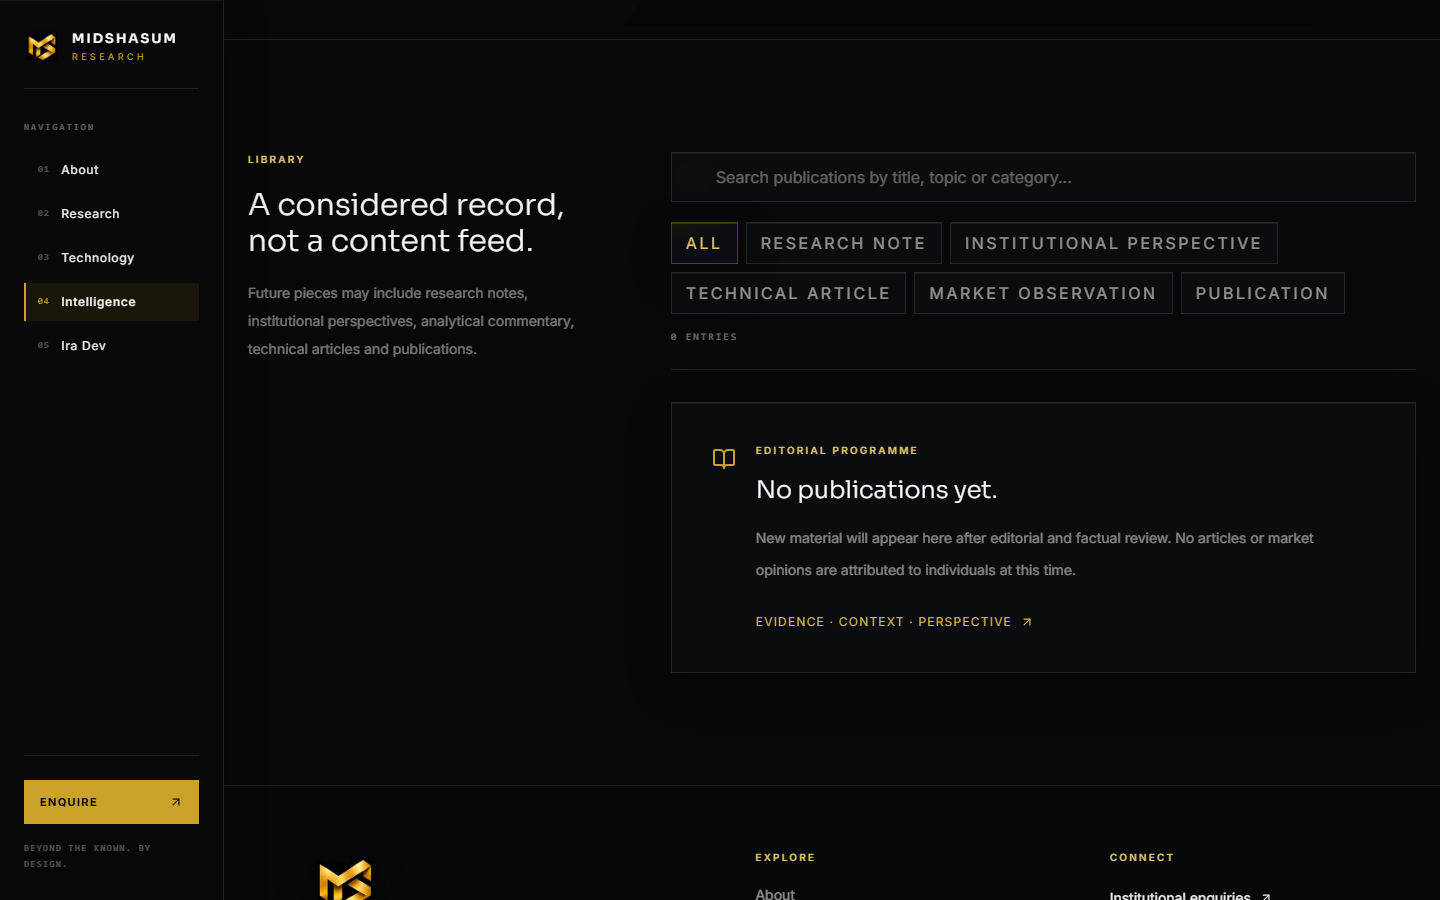 MIDSHASUM
RESEARCH
NAVIGATION
01 About
02 Research
03 Technology
04 Intelligence
05 Ira Dev
ENQUIRE
BEYOND THE KNOWN. BY
DESIGN.
LIBRARY
A considered record,
not a content feed.
Future pieces may include research notes,
institutional perspectives, analytical commentary,
technical articles and publications.
Search publications by title, topic or category...
ALL
RESEARCH NOTE
INSTITUTIONAL PERSPECTIVE
TECHNICAL ARTICLE
MARKET OBSERVATION
PUBLICATION
0 ENTRIES
EDITORIAL PROGRAMME
No publications yet.
New material will appear here after editorial and factual review. No articles or market
opinions are attributed to individuals at this time.
EVIDENCE · CONTEXT · PERSPECTIVE
EXPLORE
About
CONNECT
Institutional enquiries